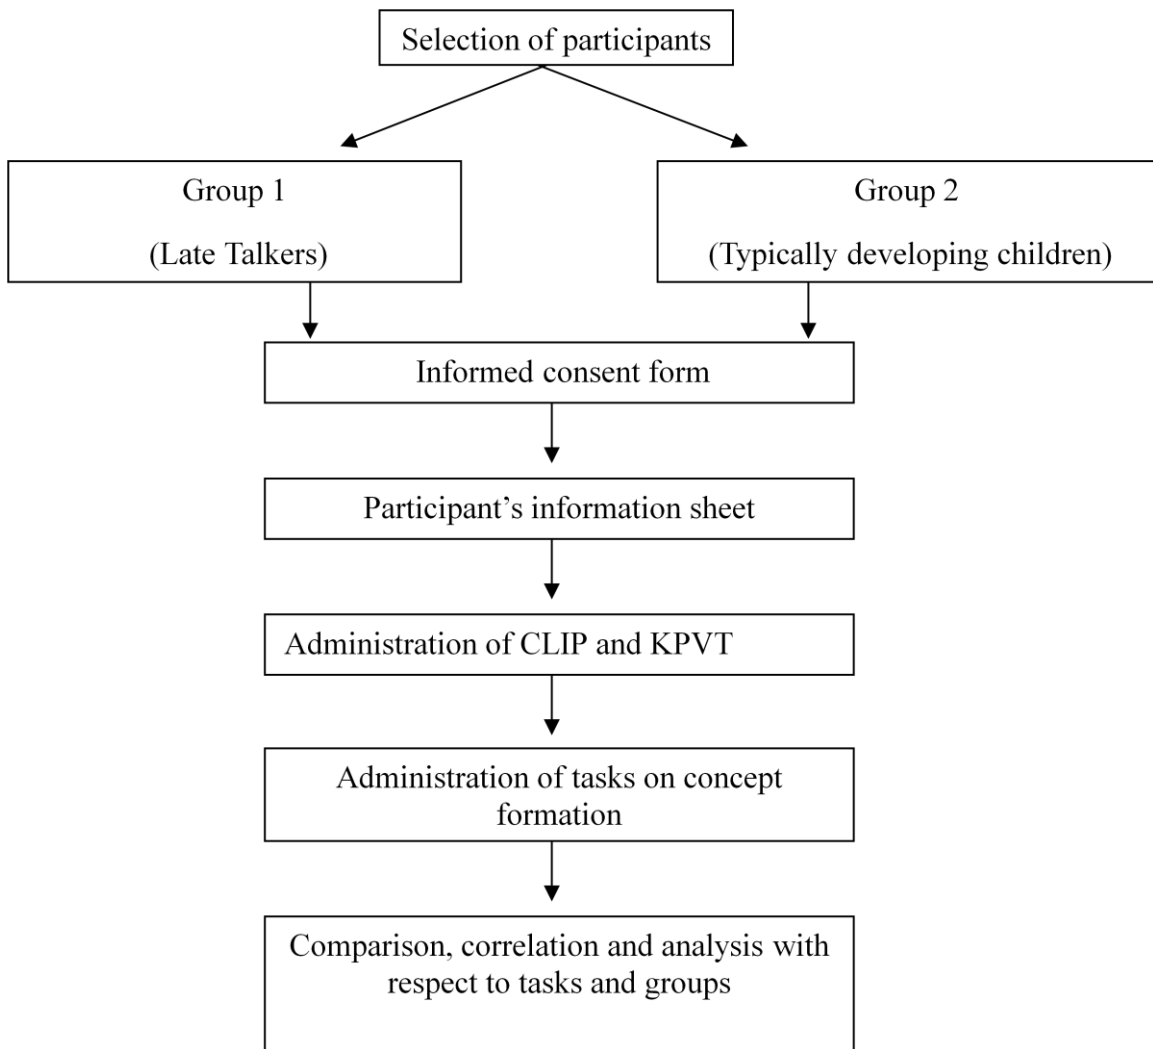 Selection of participants
Group 1
(Late Talkers)
Group 2
(Typically developing children)
Informed consent form
Participant’s information sheet
Administration of CLIP and KPVT
Administration of tasks on concept
formation
Comparison, correlation and analysis with
respect to tasks and groups